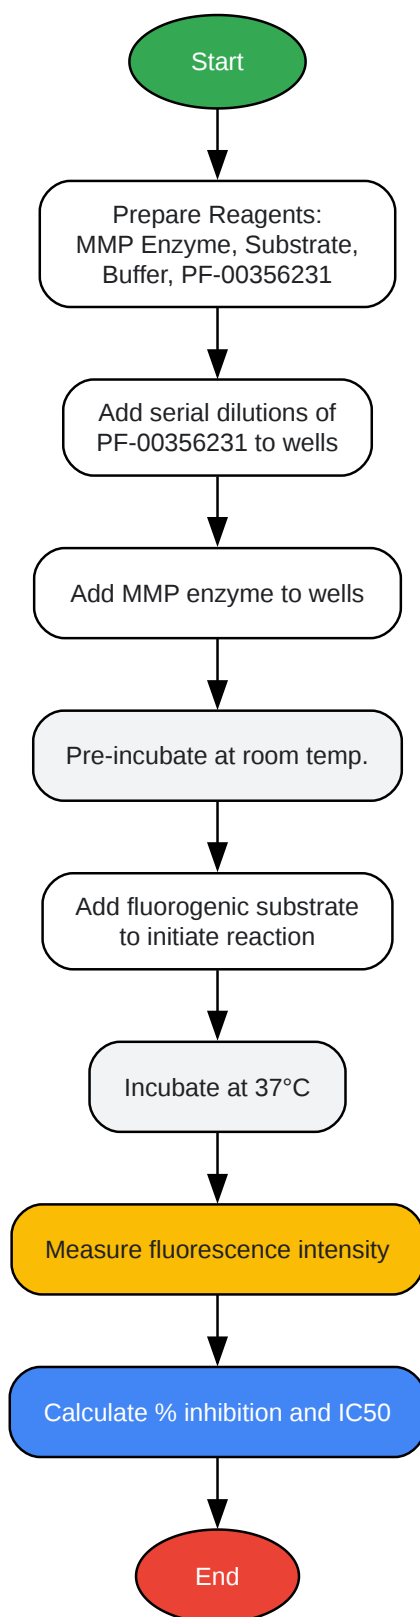 Start
Prepare Reagents:
MMP Enzyme, Substrate,
Buffer, PF-00356231
Add serial dilutions of
PF-00356231 to wells
Add MMP enzyme to wells
Pre-incubate at room temp.
Add fluorogenic substrate
to initiate reaction
Incubate at 37°C
Measure fluorescence intensity
Calculate % inhibition and IC50
End